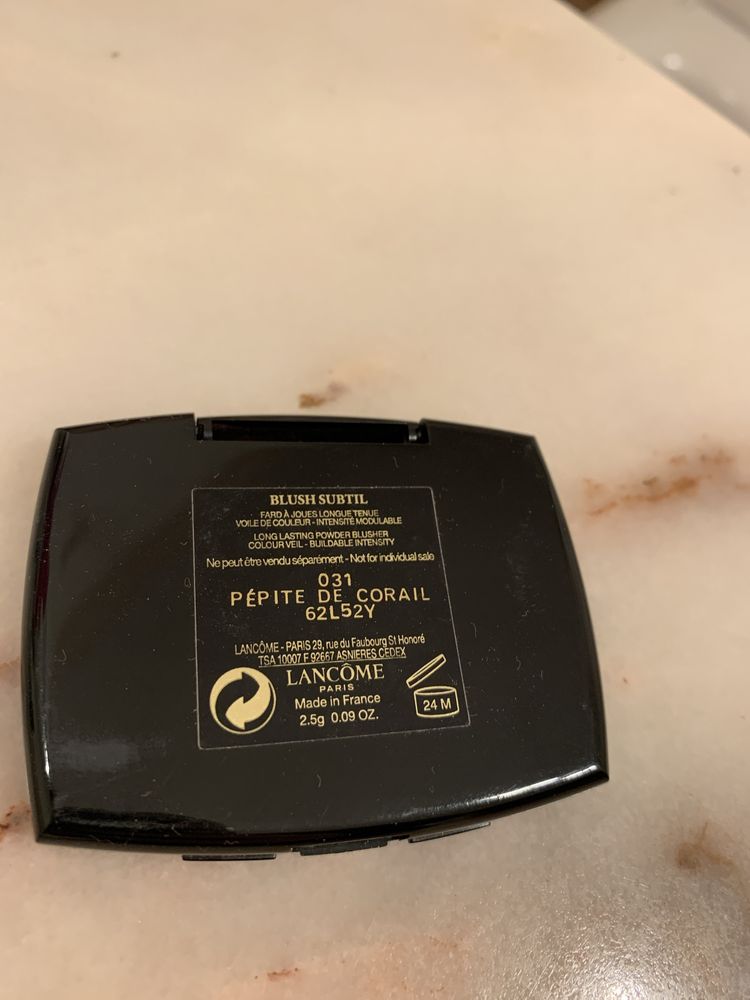 BLUSH SUBTIL
FARD À JOUES LONGUE TENUE
VOILE DE COULEUR - INTENSITÉ MODULABLE
LONG LASTING POWDER BLUSHER
COLOUR VEIL - BUILDABLE INTENSITY
Ne peut être vendu séparément - Not for individual sale
031
PÉPITE DE CORAIL
62L52Y
LANCÔME - PARIS 29, rue du Faubourg St Honoré
TSA 10007 F 92667 ASNIERES CEDEX
LANCÔME
PARIS
Made in France
2.5g 0.09 OZ.
24 M